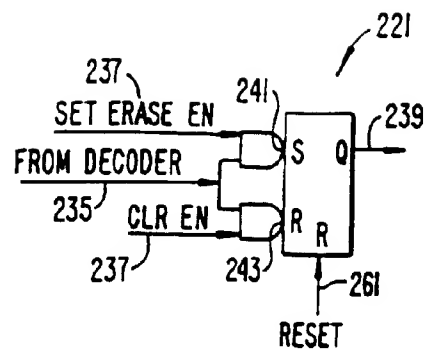 221
237
SET ERASE EN
241
239
S Q
FROM DECODER
235
CLR EN
R
237
243
R
261
RESET